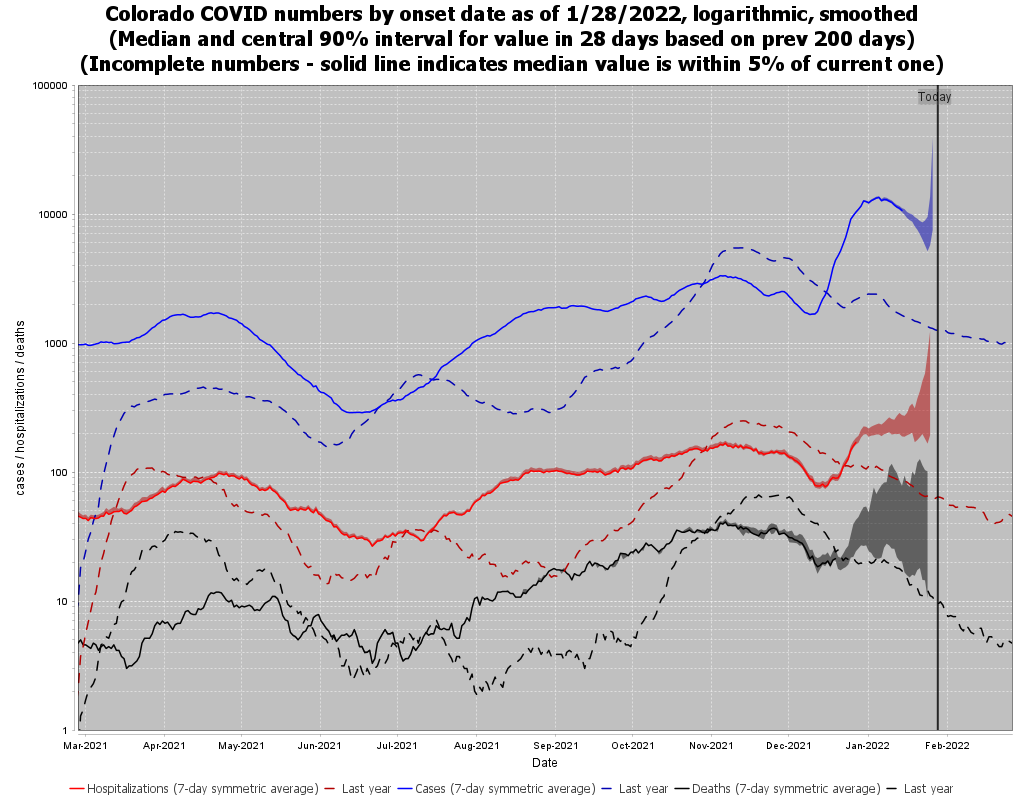 Colorado COVID numbers by onset date as of 1/28/2022, logarithmic, smoothed
(Median and central 90% interval for value in 28 days based on prev 200 days)
(Incomplete numbers - solid line indicates median value is within 5% of current one)
Today
100000
10000
1000
100
10
1
cases / hospitalizations / deaths
Mar-2021 Apr-2021 May-2021 Jun-2021 Jul-2021 Aug-2021 Sep-2021 Oct-2021 Nov-2021 Dec-2021 Jan-2022 Feb-2022
Date
Hospitalizations (7-day symmetric average) Last year Cases (7-day symmetric average) Last year Deaths (7-day symmetric average) Last year